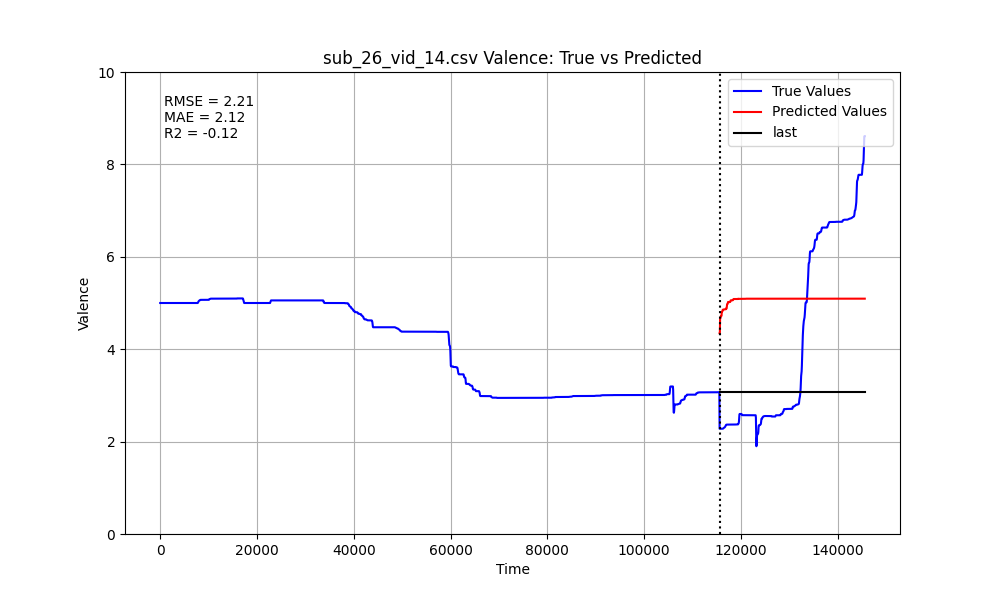 sub_26_vid_14.csv Valence: True vs Predicted
RMSE = 2.21
MAE = 2.12
R2 = -0.12
True Values
Predicted Values
last
Valence
10
8
6
4
2
0
0 20000 40000 60000 80000 100000 120000 140000
Time